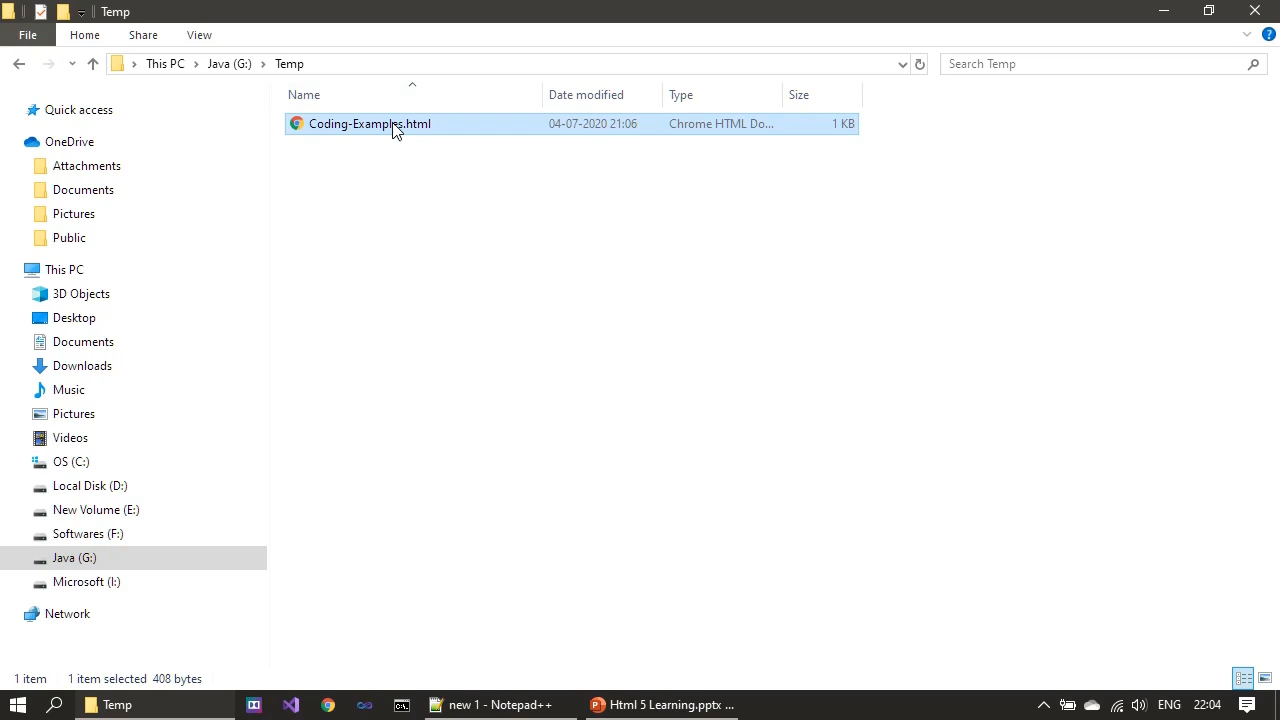 Temp
File Home Share View
This PC Java (G:) Temp
Search Temp
Name Date modified Type Size
Coding-Examples.html 04-07-2020 21:06 Chrome HTML Do... 1 KB
Quick access
OneDrive
Attachments
Documents
Pictures
Public
This PC
3D Objects
Desktop
Documents
Downloads
Music
Pictures
Videos
OS (C:)
Local Disk (D:)
New Volume (E:)
Softwares (F:)
Java (G:)
Microsoft (I:)
Network
1 item 1 item selected 408 bytes
Temp new 1 - Notepad++ Html 5 Learning.pptx ... ENG 22:04